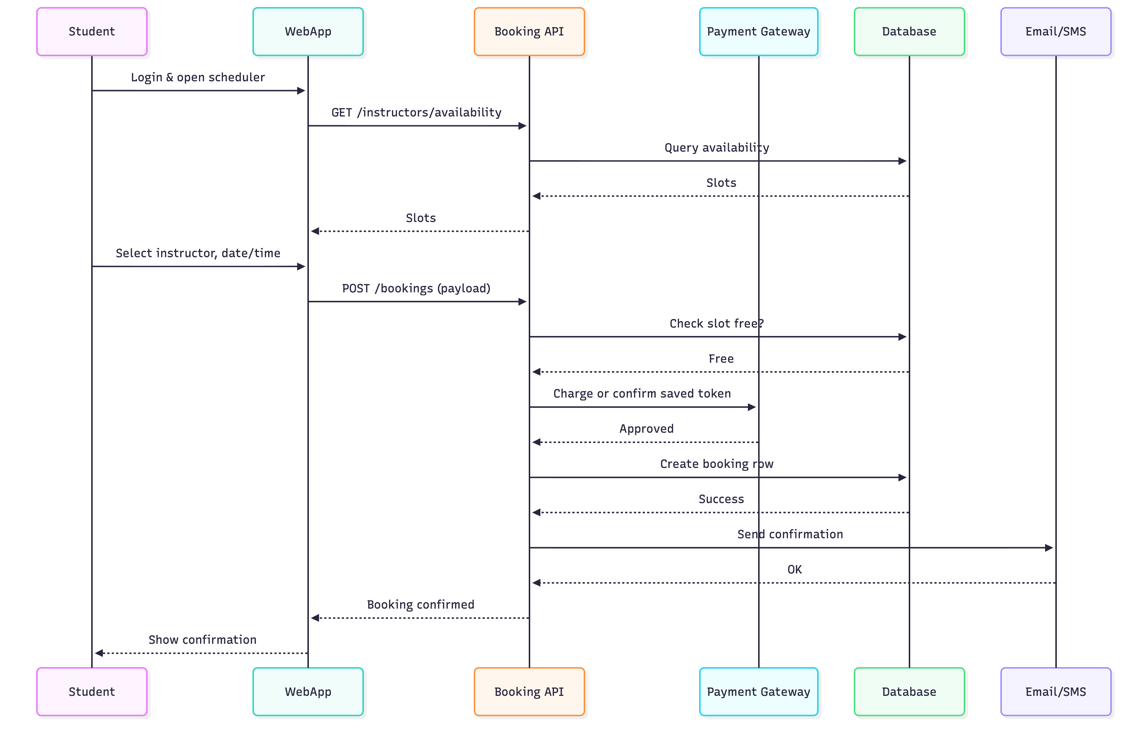 Student
WebApp
Booking API
Payment Gateway
Database
Email/SMS
Login & open scheduler
GET /instructors/availability
Query availability
Slots
Slots
Select instructor, date/time
POST /bookings (payload)
Check slot free?
Free
Charge or confirm saved token
Approved
Create booking row
Success
Send confirmation
OK
Booking confirmed
Show confirmation
Student
WebApp
Booking API
Payment Gateway
Database
Email/SMS